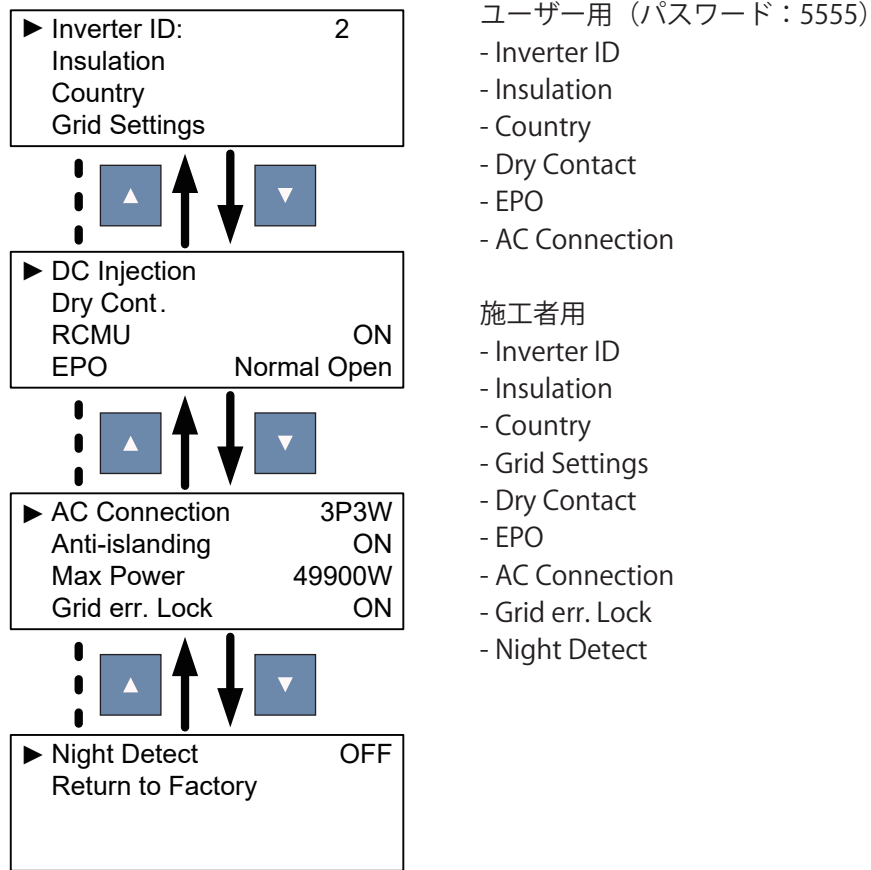 ▶ Inverter ID: 2
Insulation
Country
Grid Settings
▲ ▼
▶ DC Injection
Dry Cont.
RCMU ON
EPO Normal Open
▲ ▼
▶ AC Connection 3P3W
Anti-islanding ON
Max Power 49900W
Grid err. Lock ON
▲ ▼
▶ Night Detect OFF
Return to Factory
ユーザー用（パスワード：5555）
- Inverter ID
- Insulation
- Country
- Dry Contact
- EPO
- AC Connection
施工者用
- Inverter ID
- Insulation
- Country
- Grid Settings
- Dry Contact
- EPO
- AC Connection
- Grid err. Lock
- Night Detect